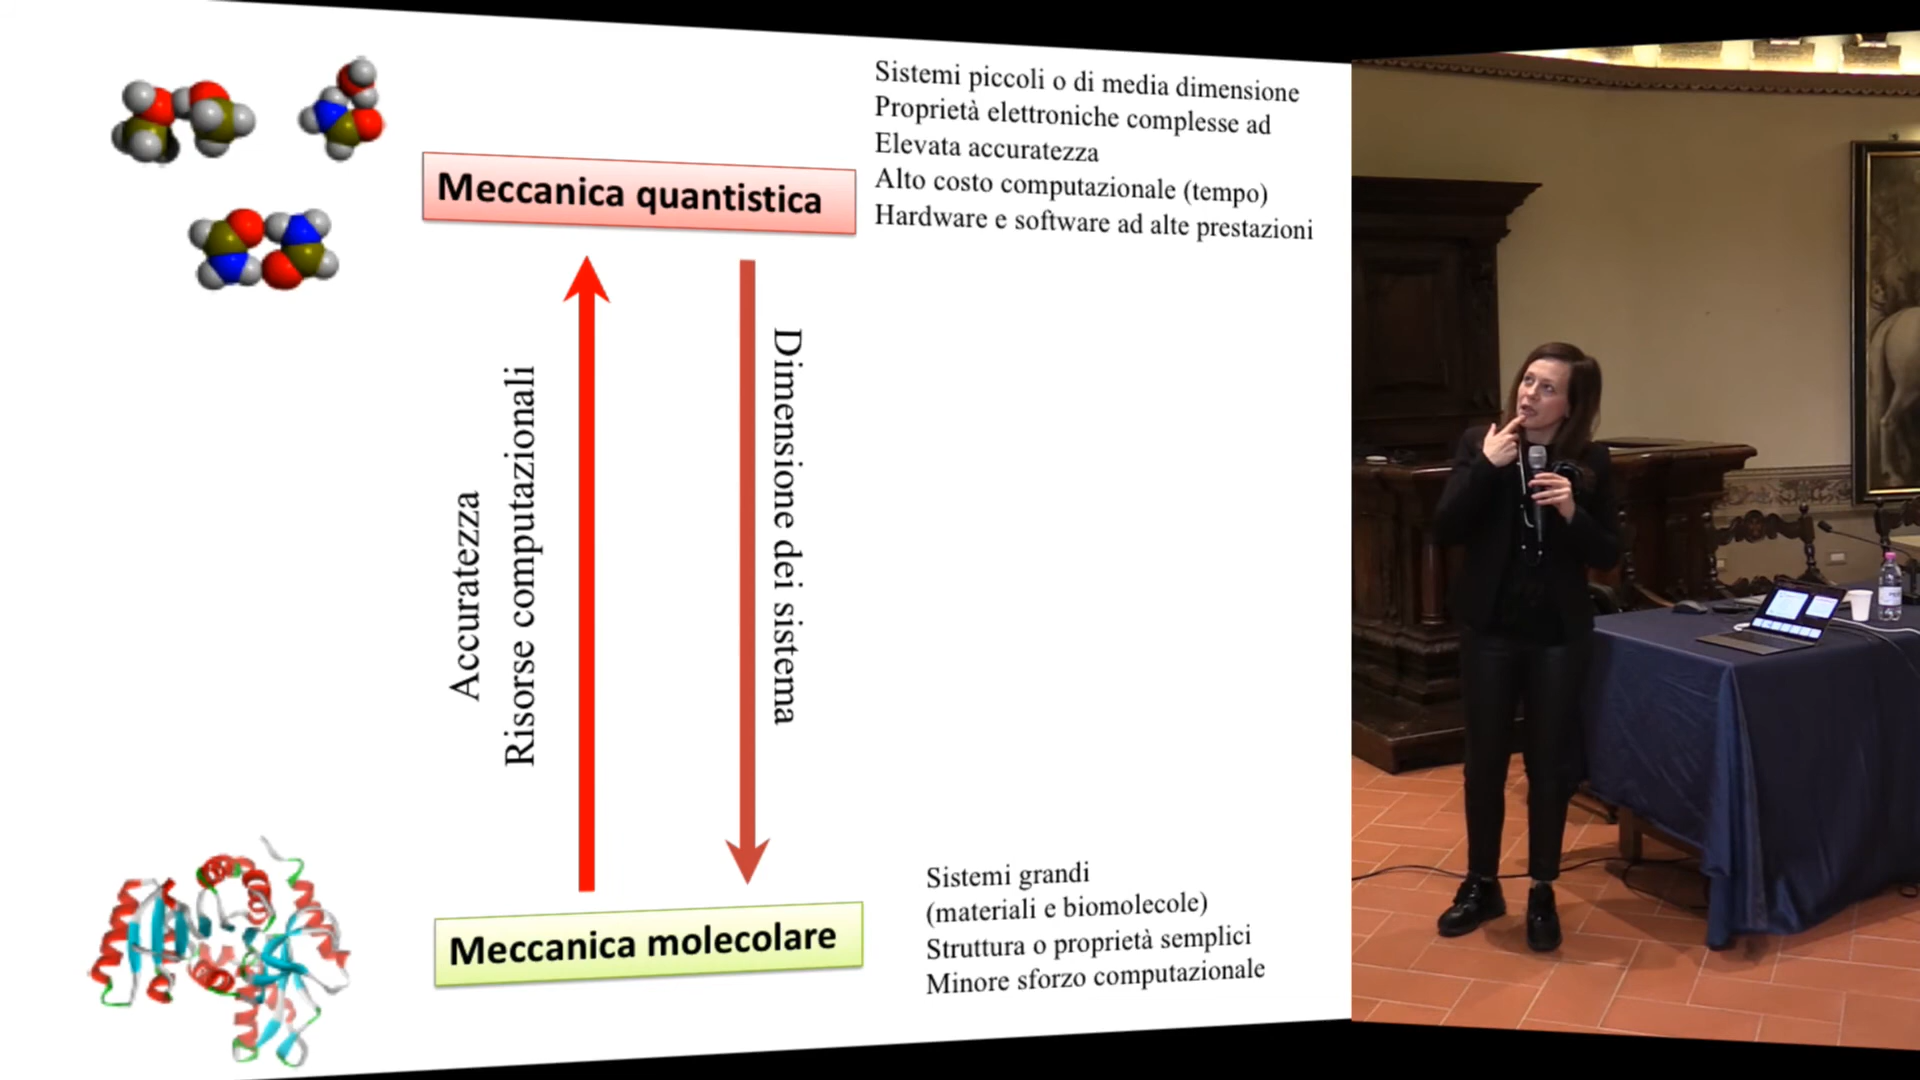 Sistemi piccoli o di media dimensione
Proprietà elettroniche complesse ad
Elevata accuratezza
Alto costo computazionale (tempo)
Hardware e software ad alte prestazioni
Meccanica quantistica
Accuratezza
Risorse computazionali
Dimensione dei sistema
Meccanica molecolare
Sistemi grandi
(materiali e biomolecole)
Struttura o proprietà semplici
Minore sforzo computazionale